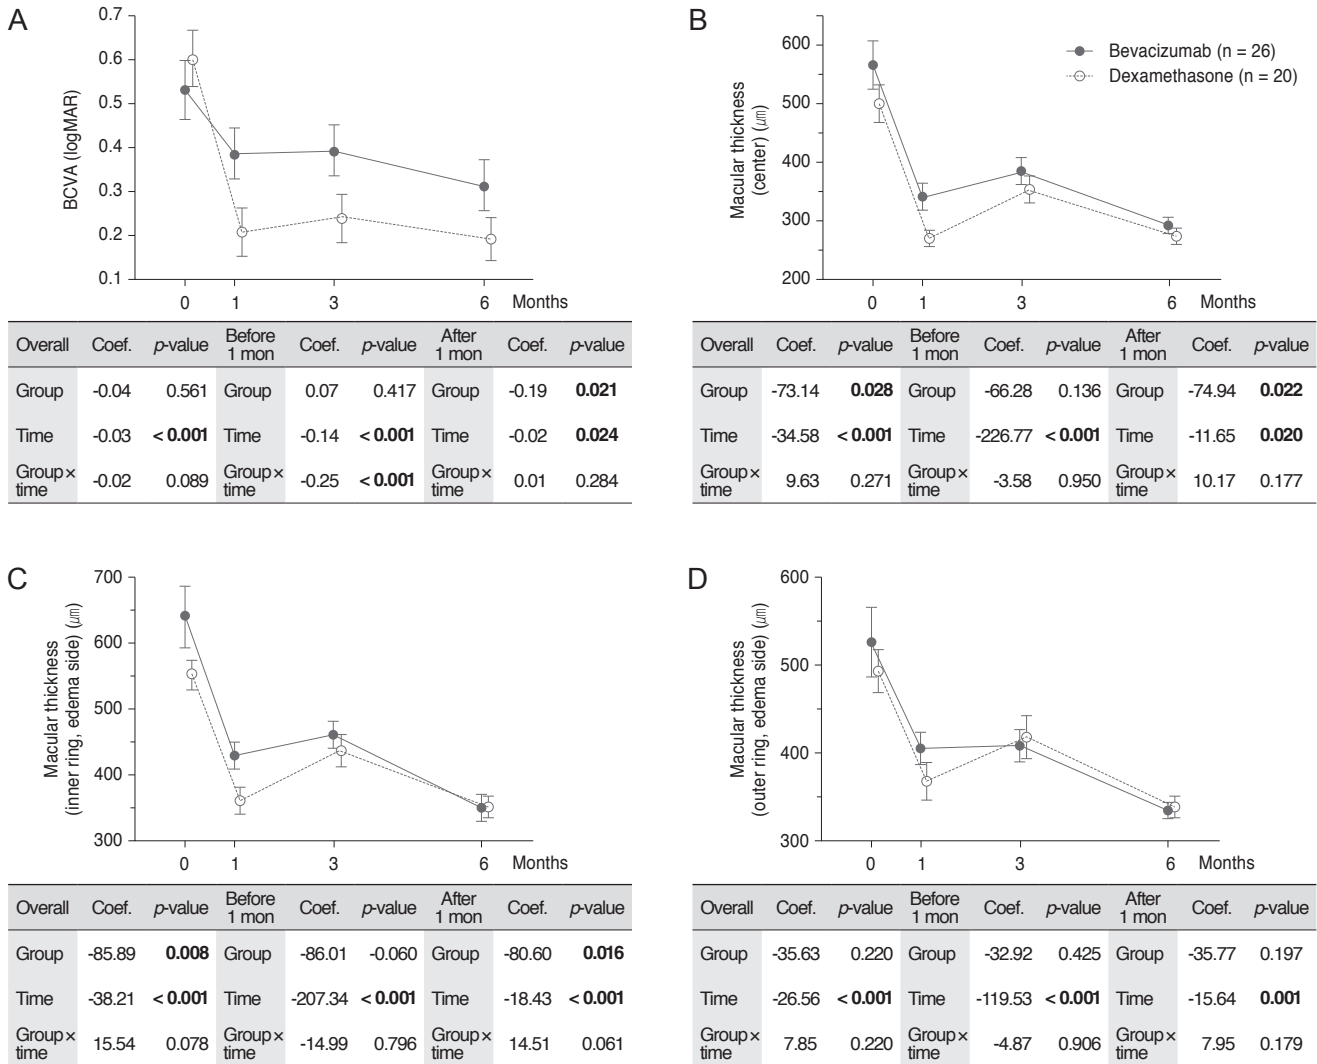 A
0.7
0.6
0.5
0.4
0.3
0.2
0.1
BCVA (logMAR)
0 1 3 6 Months
Overall Coef. p-value Before 1 mon Coef. p-value After 1 mon Coef. p-value
Group -0.04 0.561 Group 0.07 0.417 Group -0.19 0.021
Time -0.03 < 0.001 Time -0.14 < 0.001 Time -0.02 0.024
Group× time -0.02 0.089 Group× time -0.25 < 0.001 Group× time 0.01 0.284
B
600
500
400
300
200
Macular thickness
(center) (㎛)
Bevacizumab (n = 26)
Dexamethasone (n = 20)
0 1 3 6 Months
Overall Coef. p-value Before 1 mon Coef. p-value After 1 mon Coef. p-value
Group -73.14 0.028 Group -66.28 0.136 Group -74.94 0.022
Time -34.58 < 0.001 Time -226.77 < 0.001 Time -11.65 0.020
Group× time 9.63 0.271 Group× time -3.58 0.950 Group× time 10.17 0.177
C
700
600
500
400
300
Macular thickness
(inner ring, edema side) (㎛)
0 1 3 6 Months
Overall Coef. p-value Before 1 mon Coef. p-value After 1 mon Coef. p-value
Group -85.89 0.008 Group -86.01 -0.060 Group -80.60 0.016
Time -38.21 < 0.001 Time -207.34 < 0.001 Time -18.43 < 0.001
Group× time 15.54 0.078 Group× time -14.99 0.796 Group× time 14.51 0.061
D
600
500
400
300
Macular thickness
(outer ring, edema side) (㎛)
0 1 3 6 Months
Overall Coef. p-value Before 1 mon Coef. p-value After 1 mon Coef. p-value
Group -35.63 0.220 Group -32.92 0.425 Group -35.77 0.197
Time -26.56 < 0.001 Time -119.53 < 0.001 Time -15.64 0.001
Group× time 7.85 0.220 Group× time -4.87 0.906 Group× time 7.95 0.179